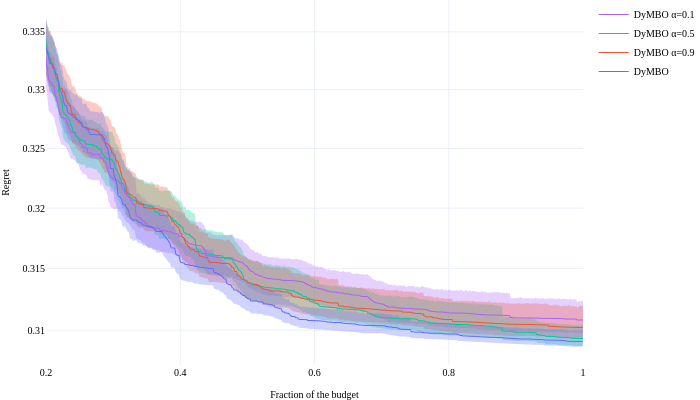 0.335
0.33
0.325
0.32
0.315
0.31
Regret
0.2
0.4
0.6
0.8
1
Fraction of the budget
DyMBO α=0.1
DyMBO α=0.5
DyMBO α=0.9
DyMBO